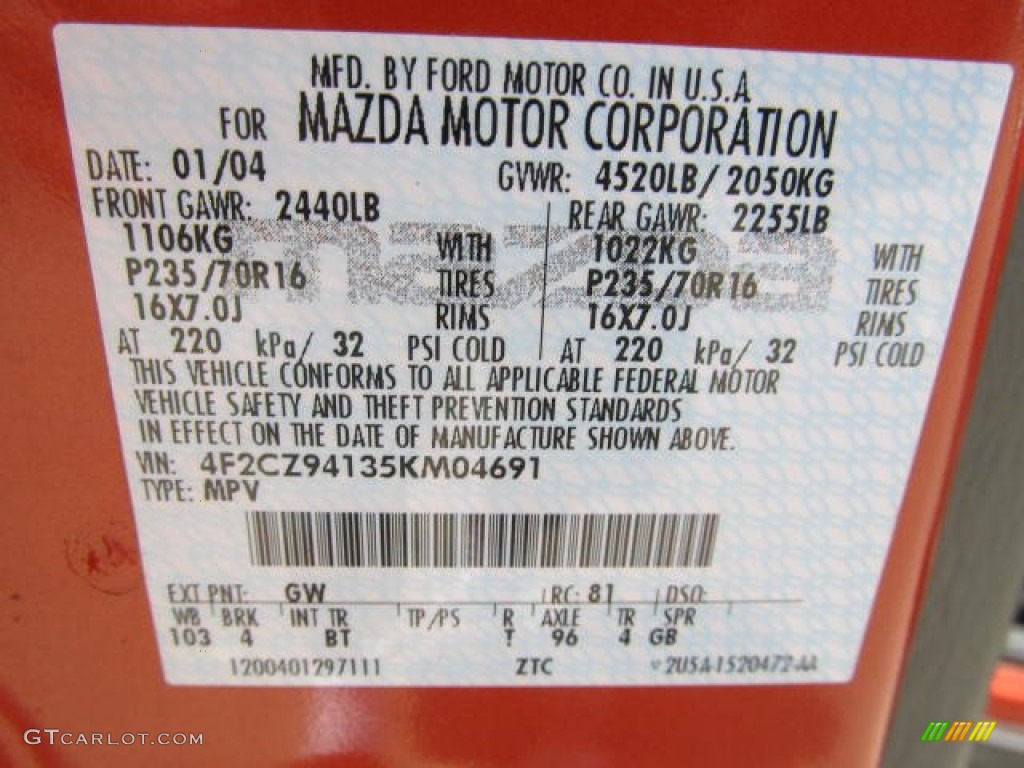 MFD. BY FORD MOTOR CO. IN U.S.A
FOR MAZDA MOTOR CORPORATION
DATE: 01/04 GVWR: 4520LB/2050KG
FRONT GAWR: 2440LB REAR GAWR: 2255LB
mazda
1106KG WITH 1022KG WITH
P235/70R16 TIRES P235/70R16 TIRES
16X7.0J RIMS 16X7.0J RIMS
AT 220 kPa/ 32 PSI COLD AT 220 kPa/ 32 PSI COLD
THIS VEHICLE CONFORMS TO ALL APPLICABLE FEDERAL MOTOR
VEHICLE SAFETY AND THEFT PREVENTION STANDARDS
IN EFFECT ON THE DATE OF MANUFACTURE SHOWN ABOVE.
VIN: 4F2CZ94135KM04691
TYPE: MPV
EXT PNT: GW RC: 81 DSO:
WB BRK INT TR TP/PS R AXLE TR SPR
103 4 BT T 96 4 GB
1200401297111 ZTC 2U5A-1520472-AA
GTCARLOT.COM